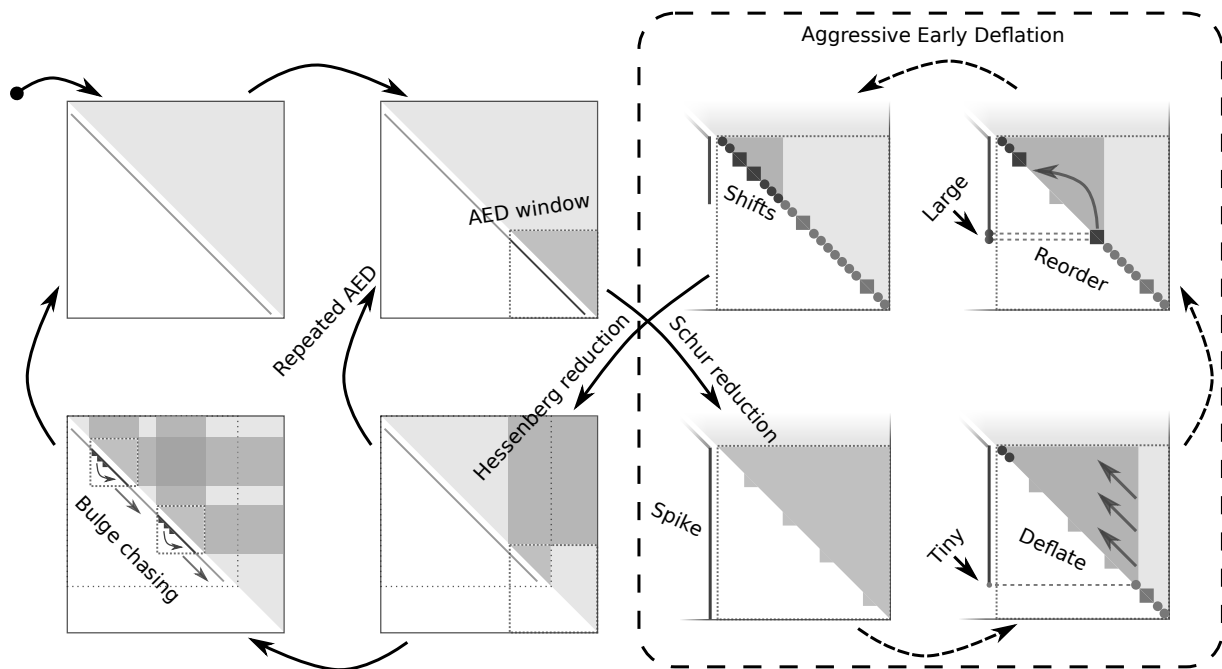 Aggressive Early Deflation
AED window
Shifts
Large
Reorder
Repeated AED
Hessenberg reduction
Schur reduction
Bulge chasing
Spike
Tiny
Deflate